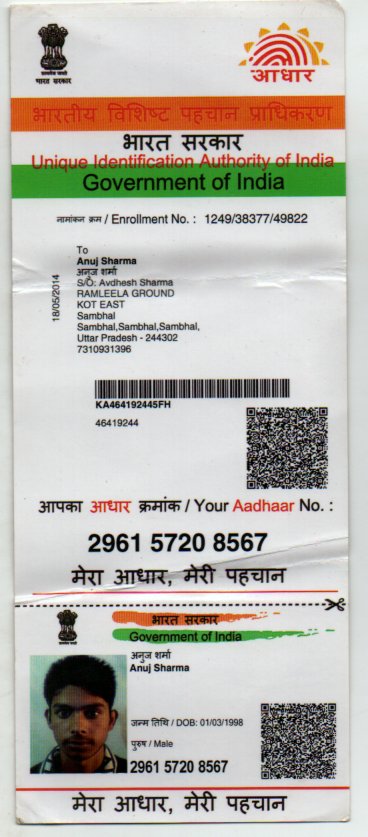 भारत सरकार
आधार
भारतीय विशिष्ट पहचान प्राधिकरण
भारत सरकार
Unique Identification Authority of India
Government of India
नामांकन क्रम / Enrollment No. : 1249/38377/49822
To
Anuj Sharma
अनुज शर्मा
S/O: Avdhesh Sharma
RAMLEELA GROUND
KOT EAST
Sambhal
Sambhal,Sambhal,Sambhal,
Uttar Pradesh - 244302
7310931396
18/05/2014
KA464192445FH
46419244
आपका आधार क्रमांक / Your Aadhaar No. :
2961 5720 8567
मेरा आधार, मेरी पहचान
भारत सरकार
Government of India
अनुज शर्मा
Anuj Sharma
जन्म तिथि / DOB: 01/03/1998
पुरुष / Male
2961 5720 8567
मेरा आधार, मेरी पहचान